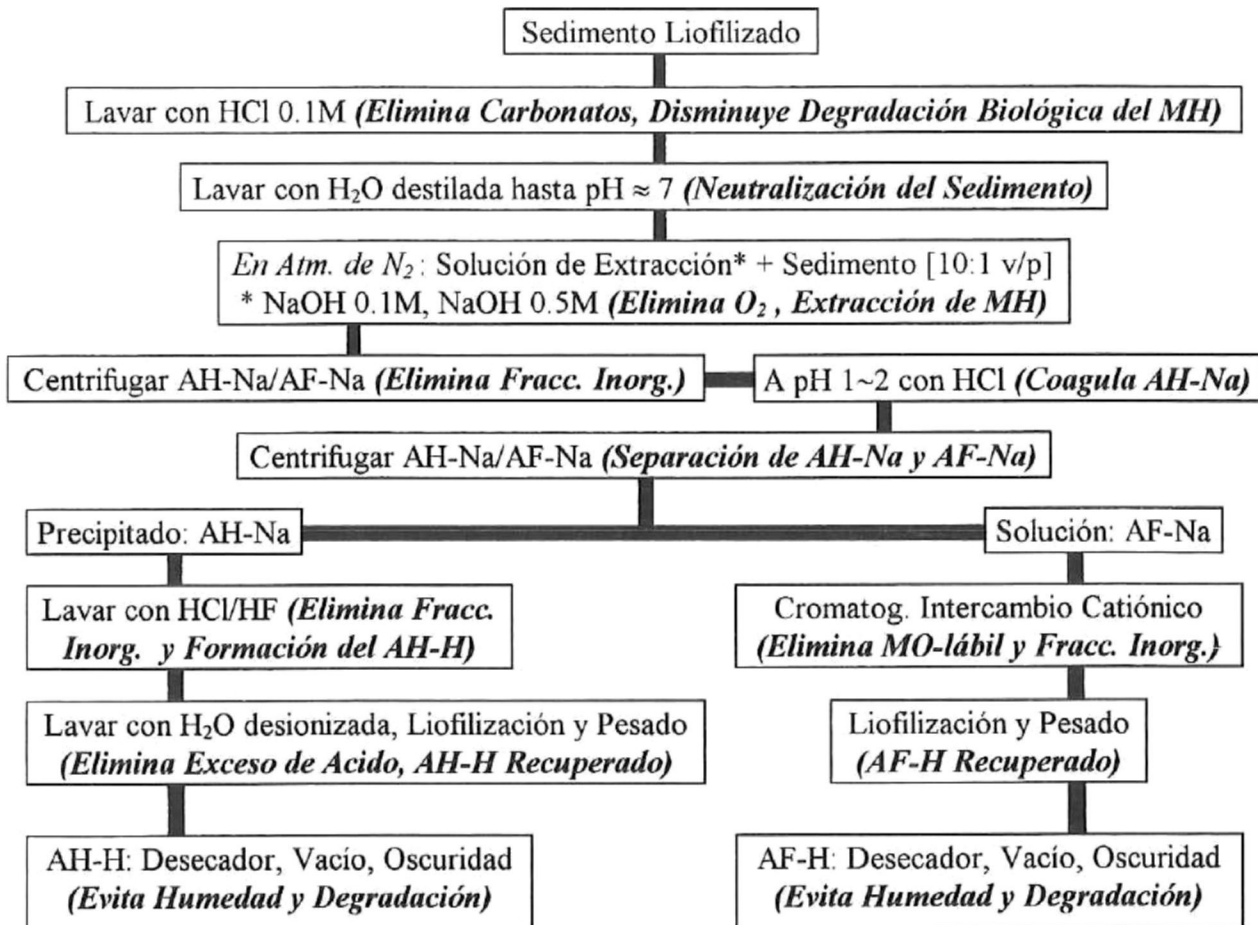 Sedimento Liofilizado
Lavar con HCl 0.1M (Elimina Carbonatos, Disminuye Degradación Biológica del MH)
Lavar con H₂O destilada hasta pH ≈ 7 (Neutralización del Sedimento)
En Atm. de N₂ : Solución de Extracción* + Sedimento [10:1 v/p]
* NaOH 0.1M, NaOH 0.5M (Elimina O₂ , Extracción de MH)
Centrifugar AH-Na/AF-Na (Elimina Fracc. Inorg.)
A pH 1~2 con HCl (Coagula AH-Na)
Centrifugar AH-Na/AF-Na (Separación de AH-Na y AF-Na)
Precipitado: AH-Na
Solución: AF-Na
Lavar con HCl/HF (Elimina Fracc.
Inorg. y Formación del AH-H)
Cromatog. Intercambio Catiónico
(Elimina MO-lábil y Fracc. Inorg.)
Lavar con H₂O desionizada, Liofilización y Pesado
(Elimina Exceso de Acido, AH-H Recuperado)
Liofilización y Pesado
(AF-H Recuperado)
AH-H: Desecador, Vacío, Oscuridad
(Evita Humedad y Degradación)
AF-H: Desecador, Vacío, Oscuridad
(Evita Humedad y Degradación)